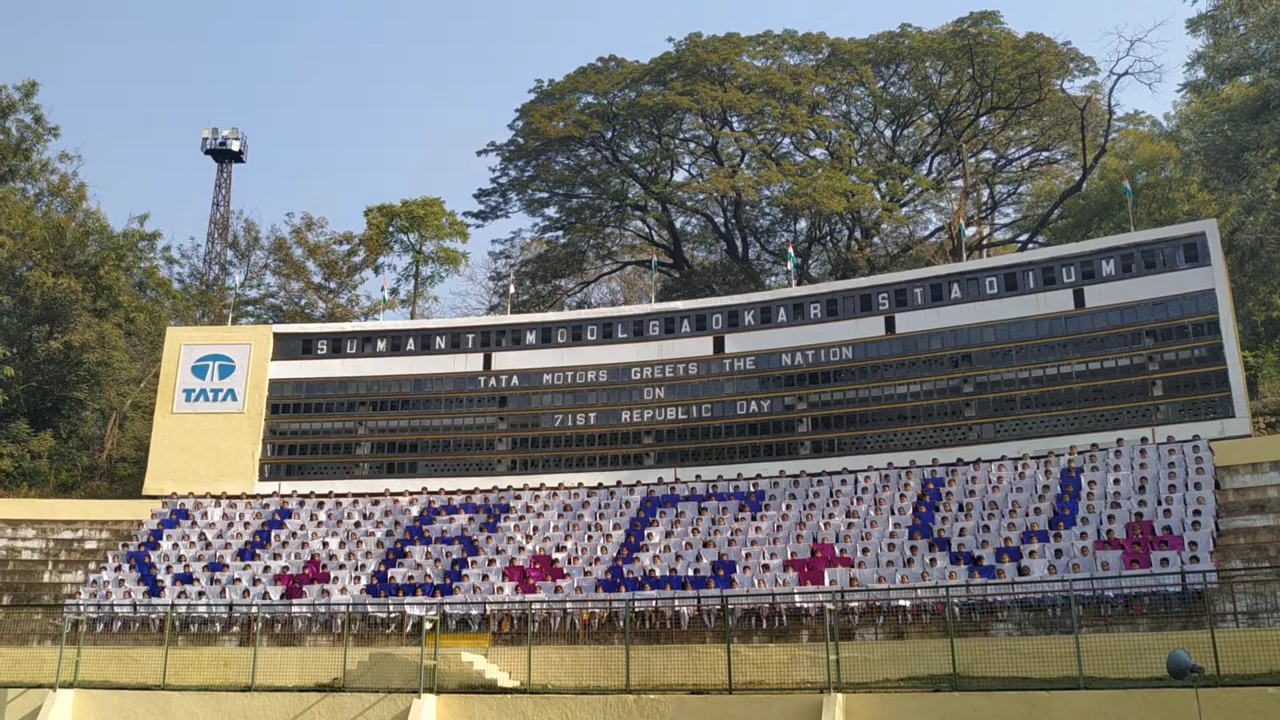 SUMANT MOOLGAOKAR STADIUM
TATA
TATA MOTORS GREETS THE NATION
ON
71ST REPUBLIC DAY